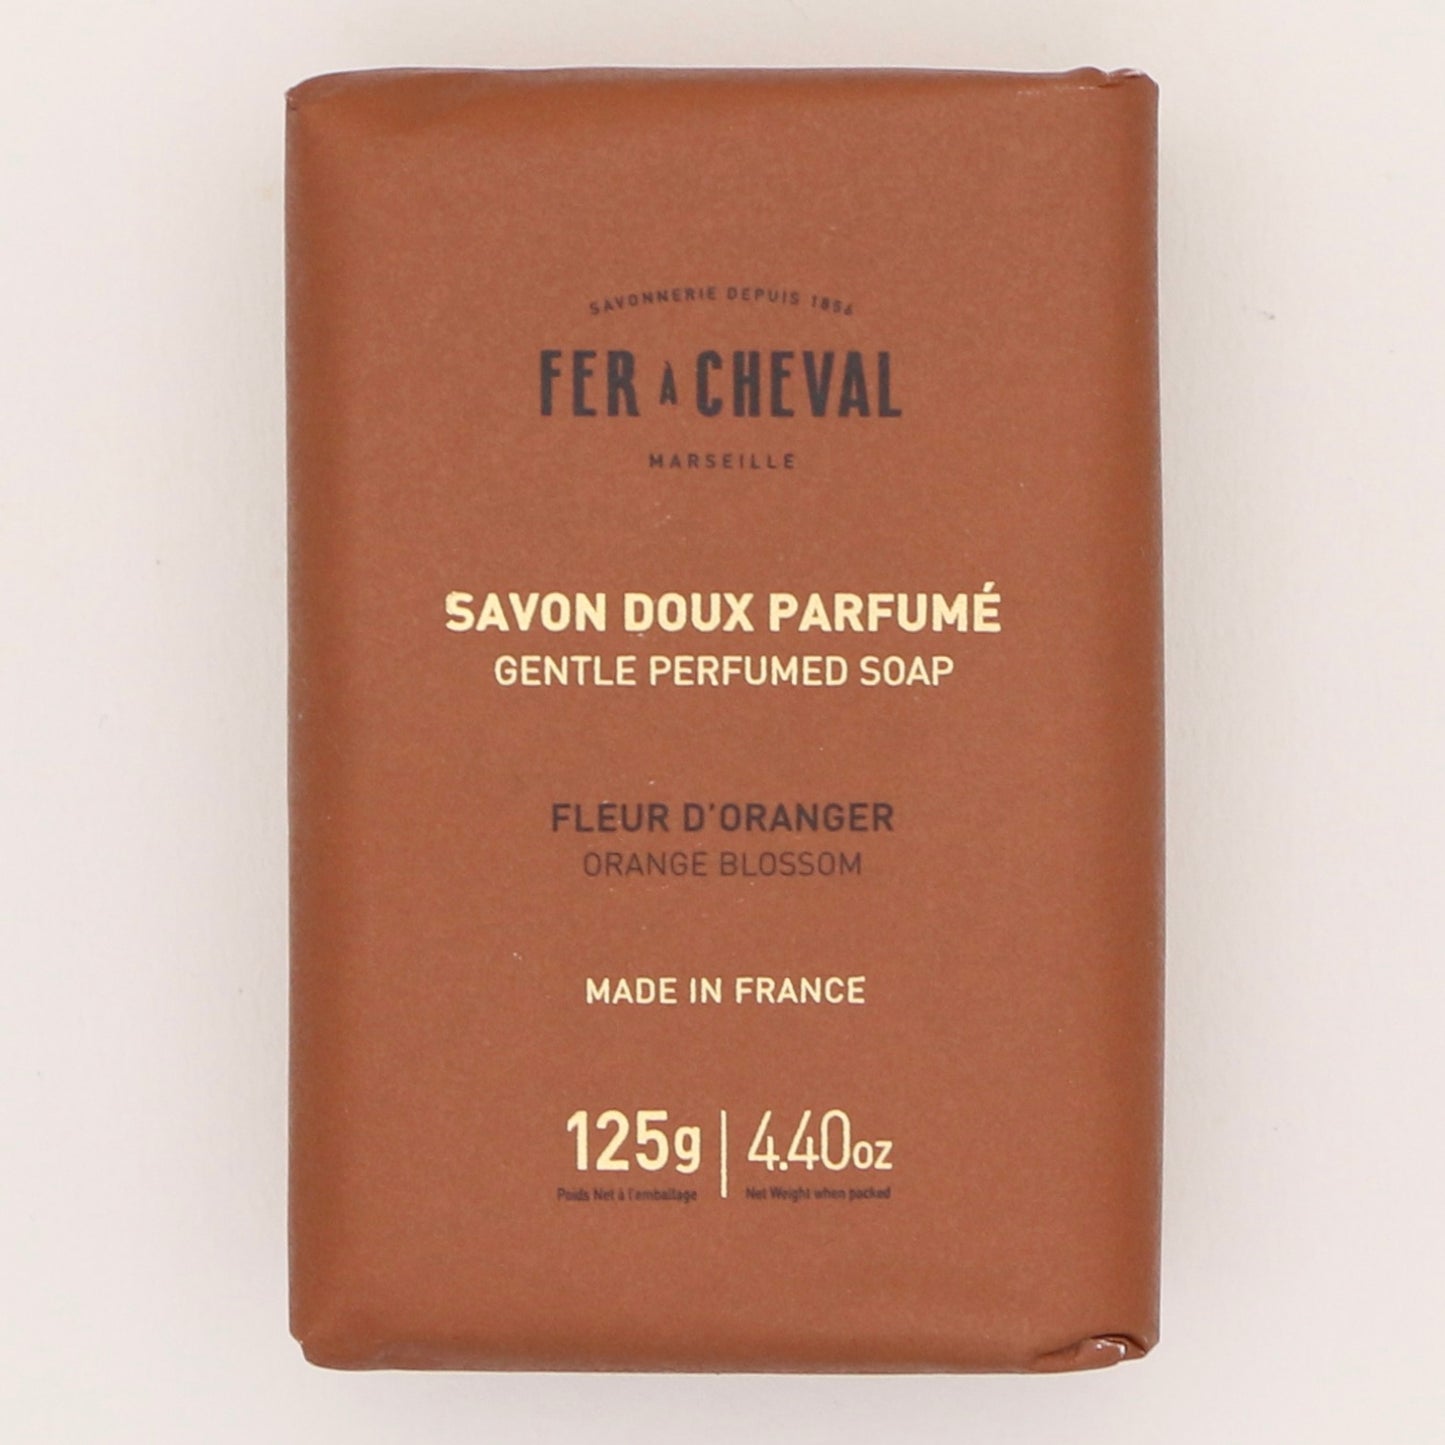 SAVONNERIE DEPUIS 1856
FER À CHEVAL
MARSEILLE
SAVON DOUX PARFUMÉ
GENTLE PERFUMED SOAP
FLEUR D'ORANGER
ORANGE BLOSSOM
MADE IN FRANCE
125g | 4.40oz
Poids Net à l'emballage Net Weight when packed